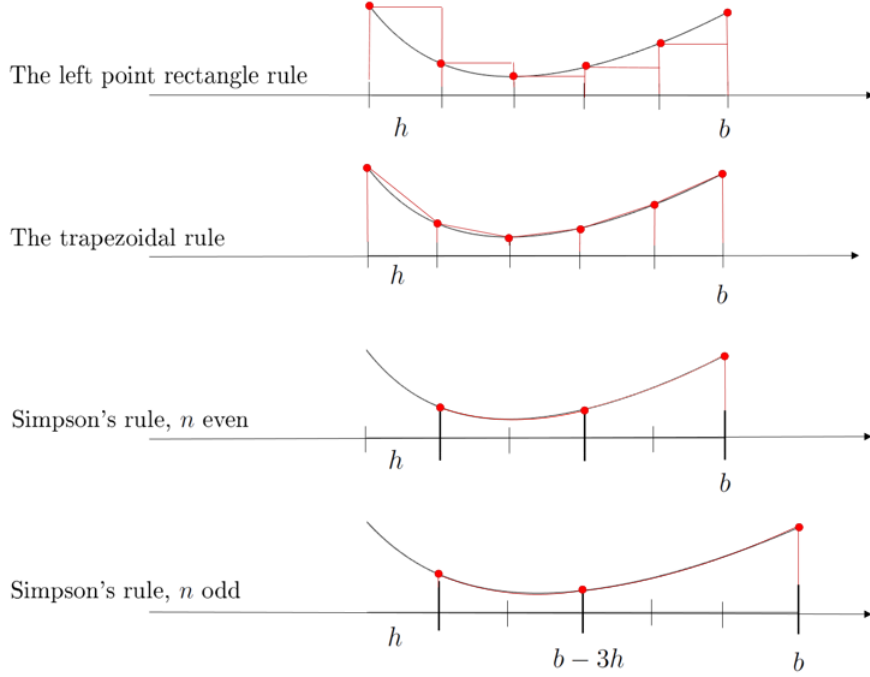 The left point rectangle rule
h
b
The trapezoidal rule
h
b
Simpson's rule, n even
h
b
Simpson's rule, n odd
h
b − 3h
b